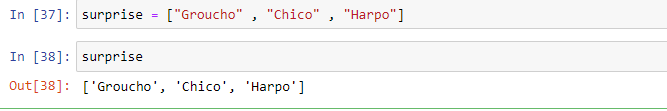 In [37]: surprise = ["Groucho" , "Chico" , "Harpo"]
In [38]: surprise
Out[38]: ['Groucho', 'Chico', 'Harpo']